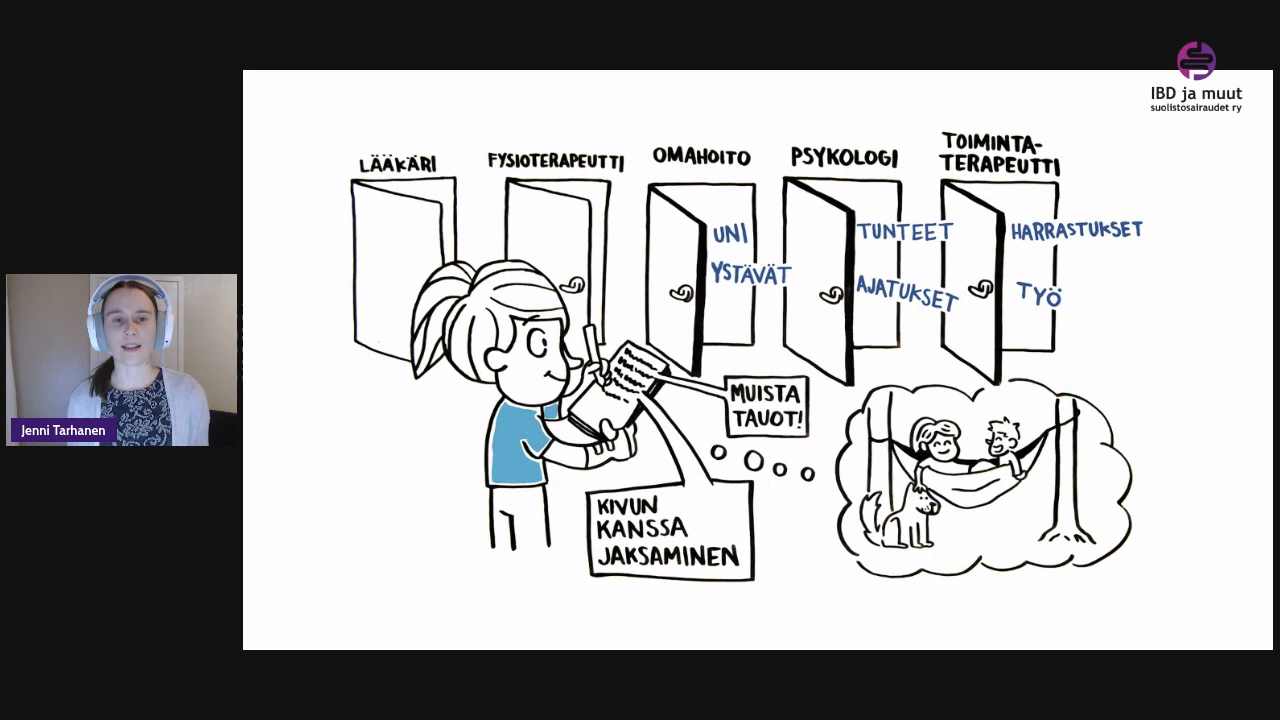 IBD ja muut
suolistosairaudet ry
LÄÄKÄRI
FYSIOTERAPEUTTI
OMAHOITO
PSYKOLOGI
TOIMINTA-
TERAPEUTTI
UNI
YSTÄVÄT
TUNTEET
AJATUKSET
HARRASTUKSET
TYÖ
MUISTA
TAUOT!
KIVUN
KANSSA
JAKSAMINEN
Jenni Tarhanen